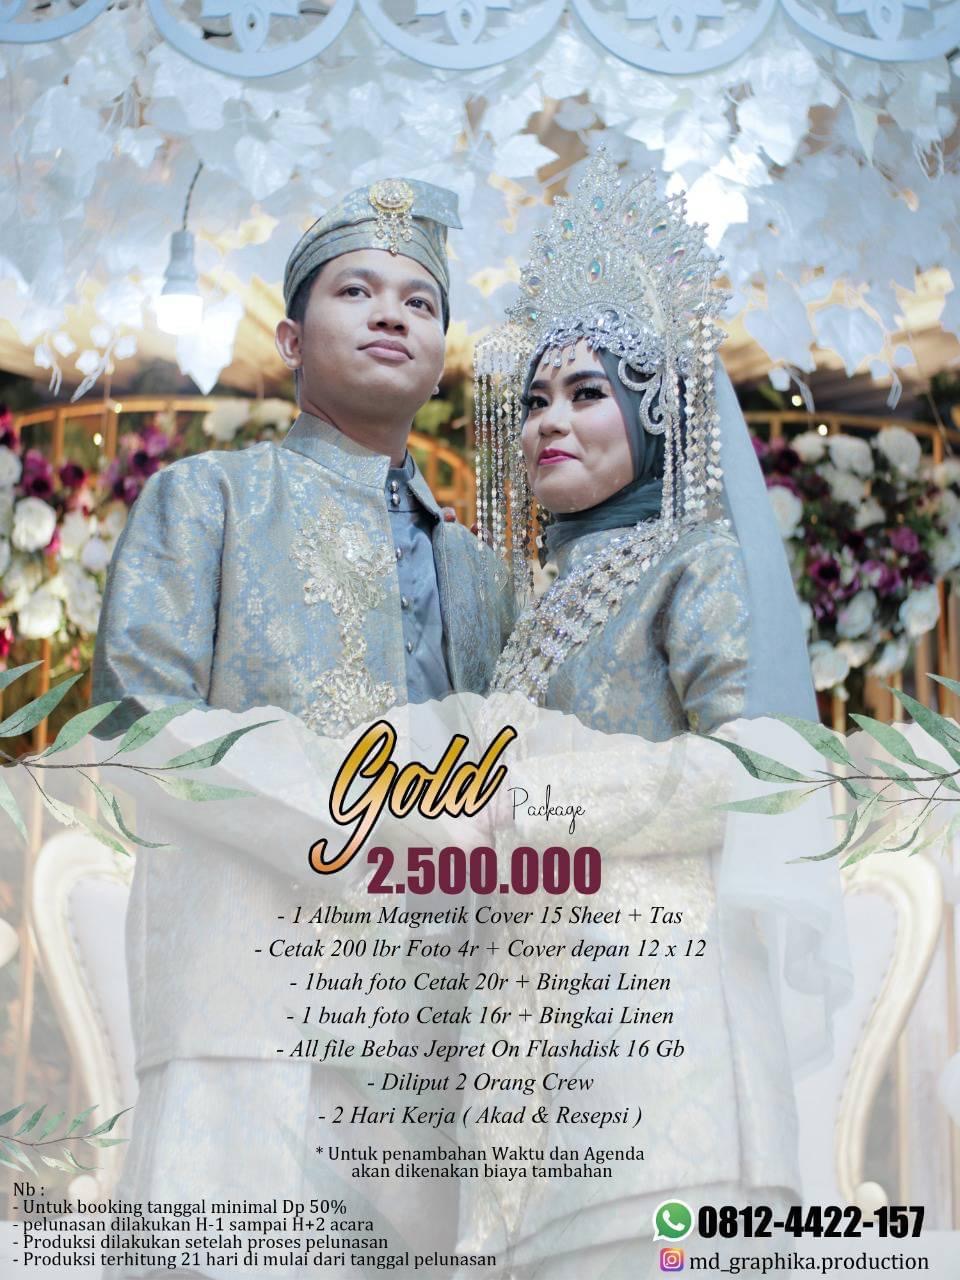 Gold Package
2.500.000
- 1 Album Magnetik Cover 15 Sheet + Tas
- Cetak 200 lbr Foto 4r + Cover depan 12 x 12
- 1buah foto Cetak 20r + Bingkai Linen
- 1 buah foto Cetak 16r + Bingkai Linen
- All file Bebas Jepret On Flashdisk 16 Gb
- Diliput 2 Orang Crew
- 2 Hari Kerja ( Akad & Resepsi )
* Untuk penambahan Waktu dan Agenda
akan dikenakan biaya tambahan
Nb :
- Untuk booking tanggal minimal Dp 50%
- pelunasan dilakukan H-1 sampai H+2 acara
- Produksi dilakukan setelah proses pelunasan
- Produksi terhitung 21 hari di mulai dari tanggal pelunasan
0812-4422-157
md_graphika.production